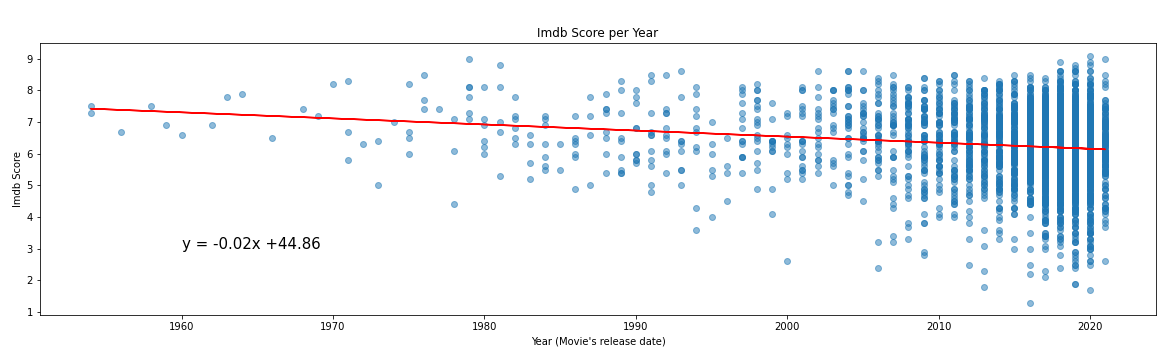 Imdb Score per Year
Imdb Score
9
8
7
6
5
4
3
2
1
y = -0.02x +44.86
1960 1970 1980 1990 2000 2010 2020
Year (Movie's release date)